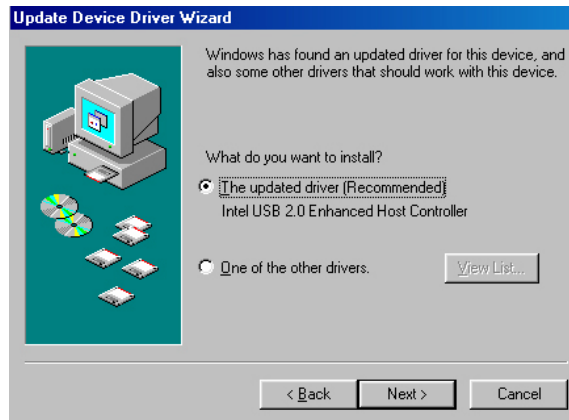 Update Device Driver Wizard
Windows has found an updated driver for this device, and
also some other drivers that should work with this device.
What do you want to install?
The updated driver (Recommended)
Intel USB 2.0 Enhanced Host Controller
One of the other drivers.
View List...
< Back
Next >
Cancel